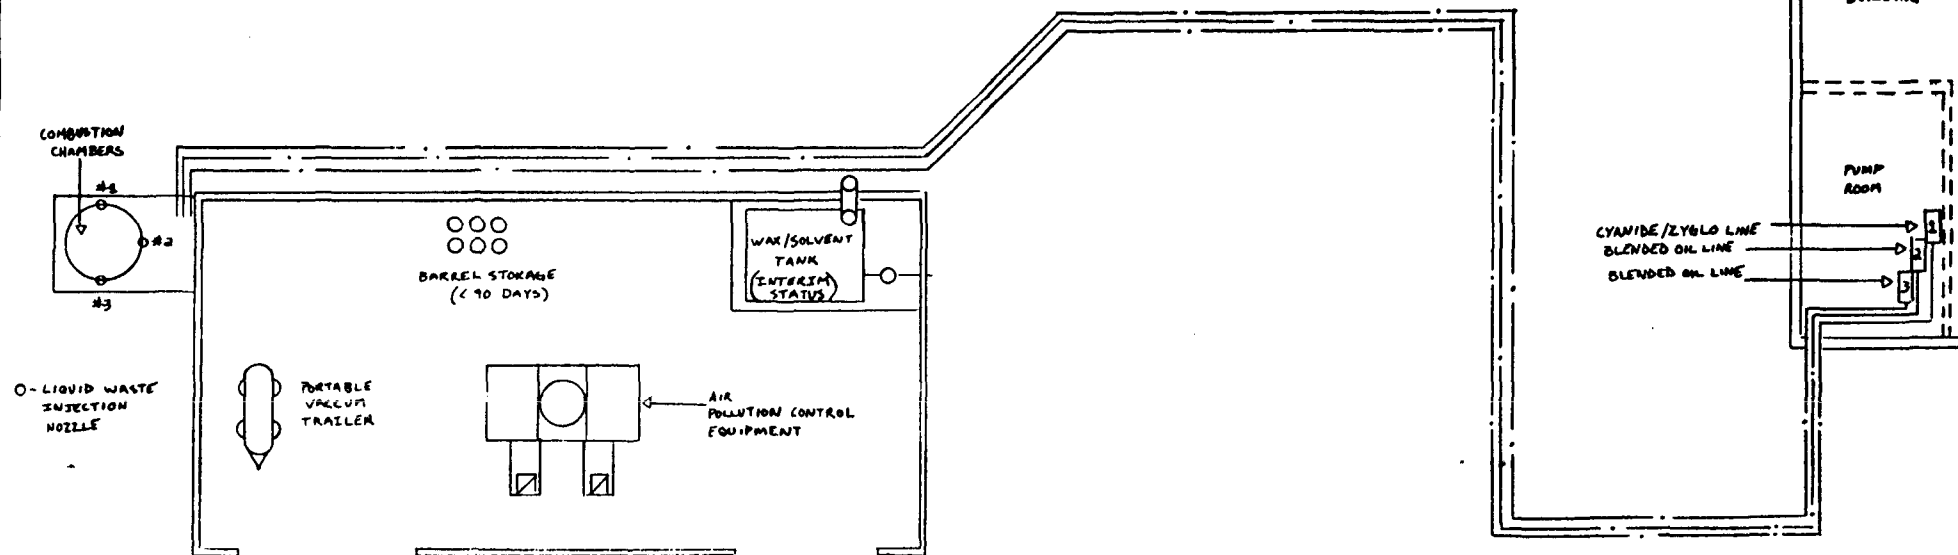 BUILDING
COMBUSTION
CHAMBERS
#1
#2
#3
PUMP
ROOM
CYANIDE/ZYGLO LINE
BLENDED OIL LINE
BLENDED OIL LINE
1
2
3
WAX/SOLVENT
TANK
(INTERIM
STATUS)
BARREL STORAGE
(< 90 DAYS)
O - LIQUID WASTE
INJECTION
NOZZLE
PORTABLE
VACUUM
TRAILER
AIR
POLLUTION CONTROL
EQUIPMENT